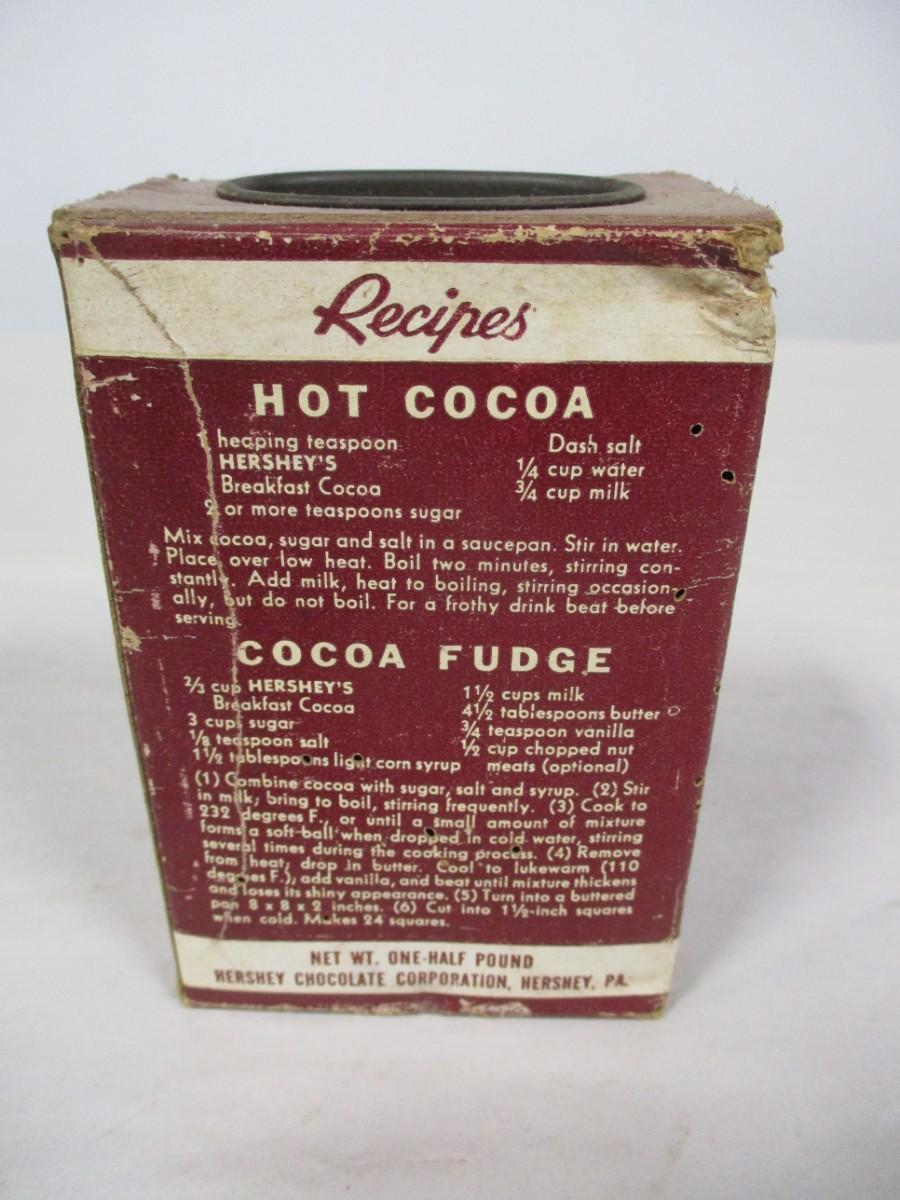 Recipes
HOT COCOA
1 heaping teaspoon
HERSHEY'S
Breakfast Cocoa
2 or more teaspoons sugar
Dash salt
¼ cup water
¾ cup milk
Mix cocoa, sugar and salt in a saucepan. Stir in water.
Place over low heat. Boil two minutes, stirring con-
stantly. Add milk, heat to boiling, stirring occasion-
ally, but do not boil. For a frothy drink beat before
serving.
COCOA FUDGE
⅔ cup HERSHEY'S
Breakfast Cocoa
3 cups sugar
⅛ teaspoon salt
1½ tablespoons light corn syrup
1½ cups milk
4½ tablespoons butter
¾ teaspoon vanilla
½ cup chopped nut
meats (optional)
(1) Combine cocoa with sugar, salt and syrup. (2) Stir
in milk; bring to boil, stirring frequently. (3) Cook to
232 degrees F., or until a small amount of mixture
forms a soft ball when dropped in cold water, stirring
several times during the cooking process. (4) Remove
from heat; drop in butter. Cool to lukewarm (110
degrees F.), add vanilla, and beat until mixture thickens
and loses its shiny appearance. (5) Turn into a buttered
pan 8 x 8 x 2 inches. (6) Cut into 1½-inch squares
when cold. Makes 24 squares.
NET WT. ONE-HALF POUND
HERSHEY CHOCOLATE CORPORATION, HERSHEY, PA.